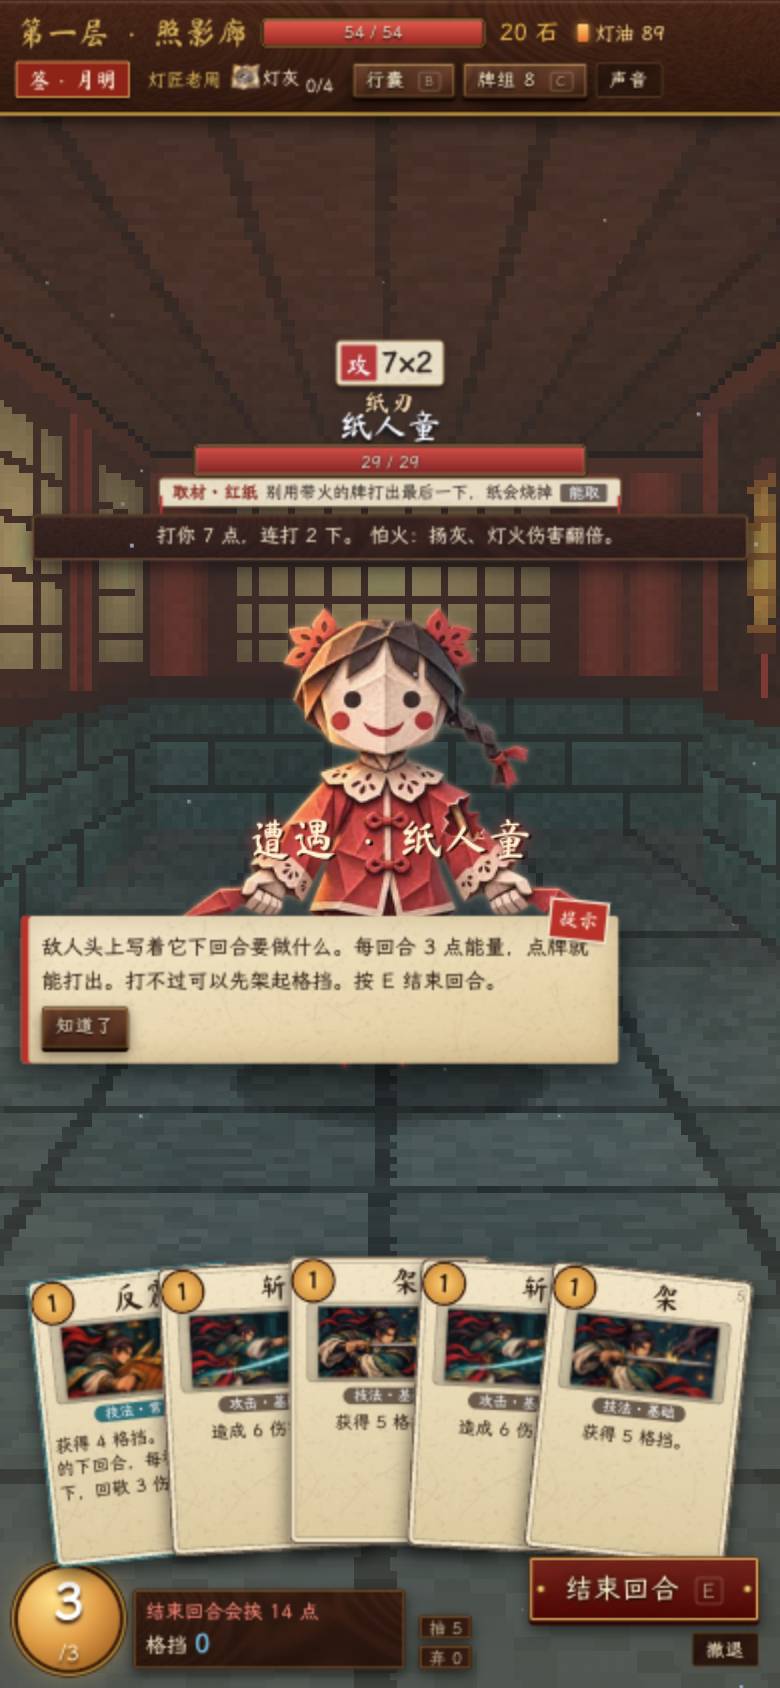 第一层 · 照影廊 54 / 54 20 石 灯油 89
签 · 月明 灯匠老周 灯灰 0/4 行囊 B 牌组 8 C 声音
攻 7×2
纸刃
纸人童
29 / 29
取材 · 红纸 别用带火的牌打出最后一下，纸会烧掉 能取
打你 7 点，连打 2 下。 怕火：扬灰、灯火伤害翻倍。
遭遇 · 纸人童
提示
敌人头上写着它下回合要做什么。每回合 3 点能量，点牌就
能打出。打不过可以先架起格挡。按 E 结束回合。
知道了
1 反
技法 · 常
获得 4 格挡。
的下回合，每
下，回敬 3 伤
1 斩
攻击 · 基
造成 6 伤
1 架
技法 · 基
获得 5 格
1 斩
攻击 · 基
造成 6 伤
1 架 5
技法 · 基础
获得 5 格挡。
3
/3
结束回合会挨 14 点
格挡 0
抽 5
弃 0
结束回合 E
撤退